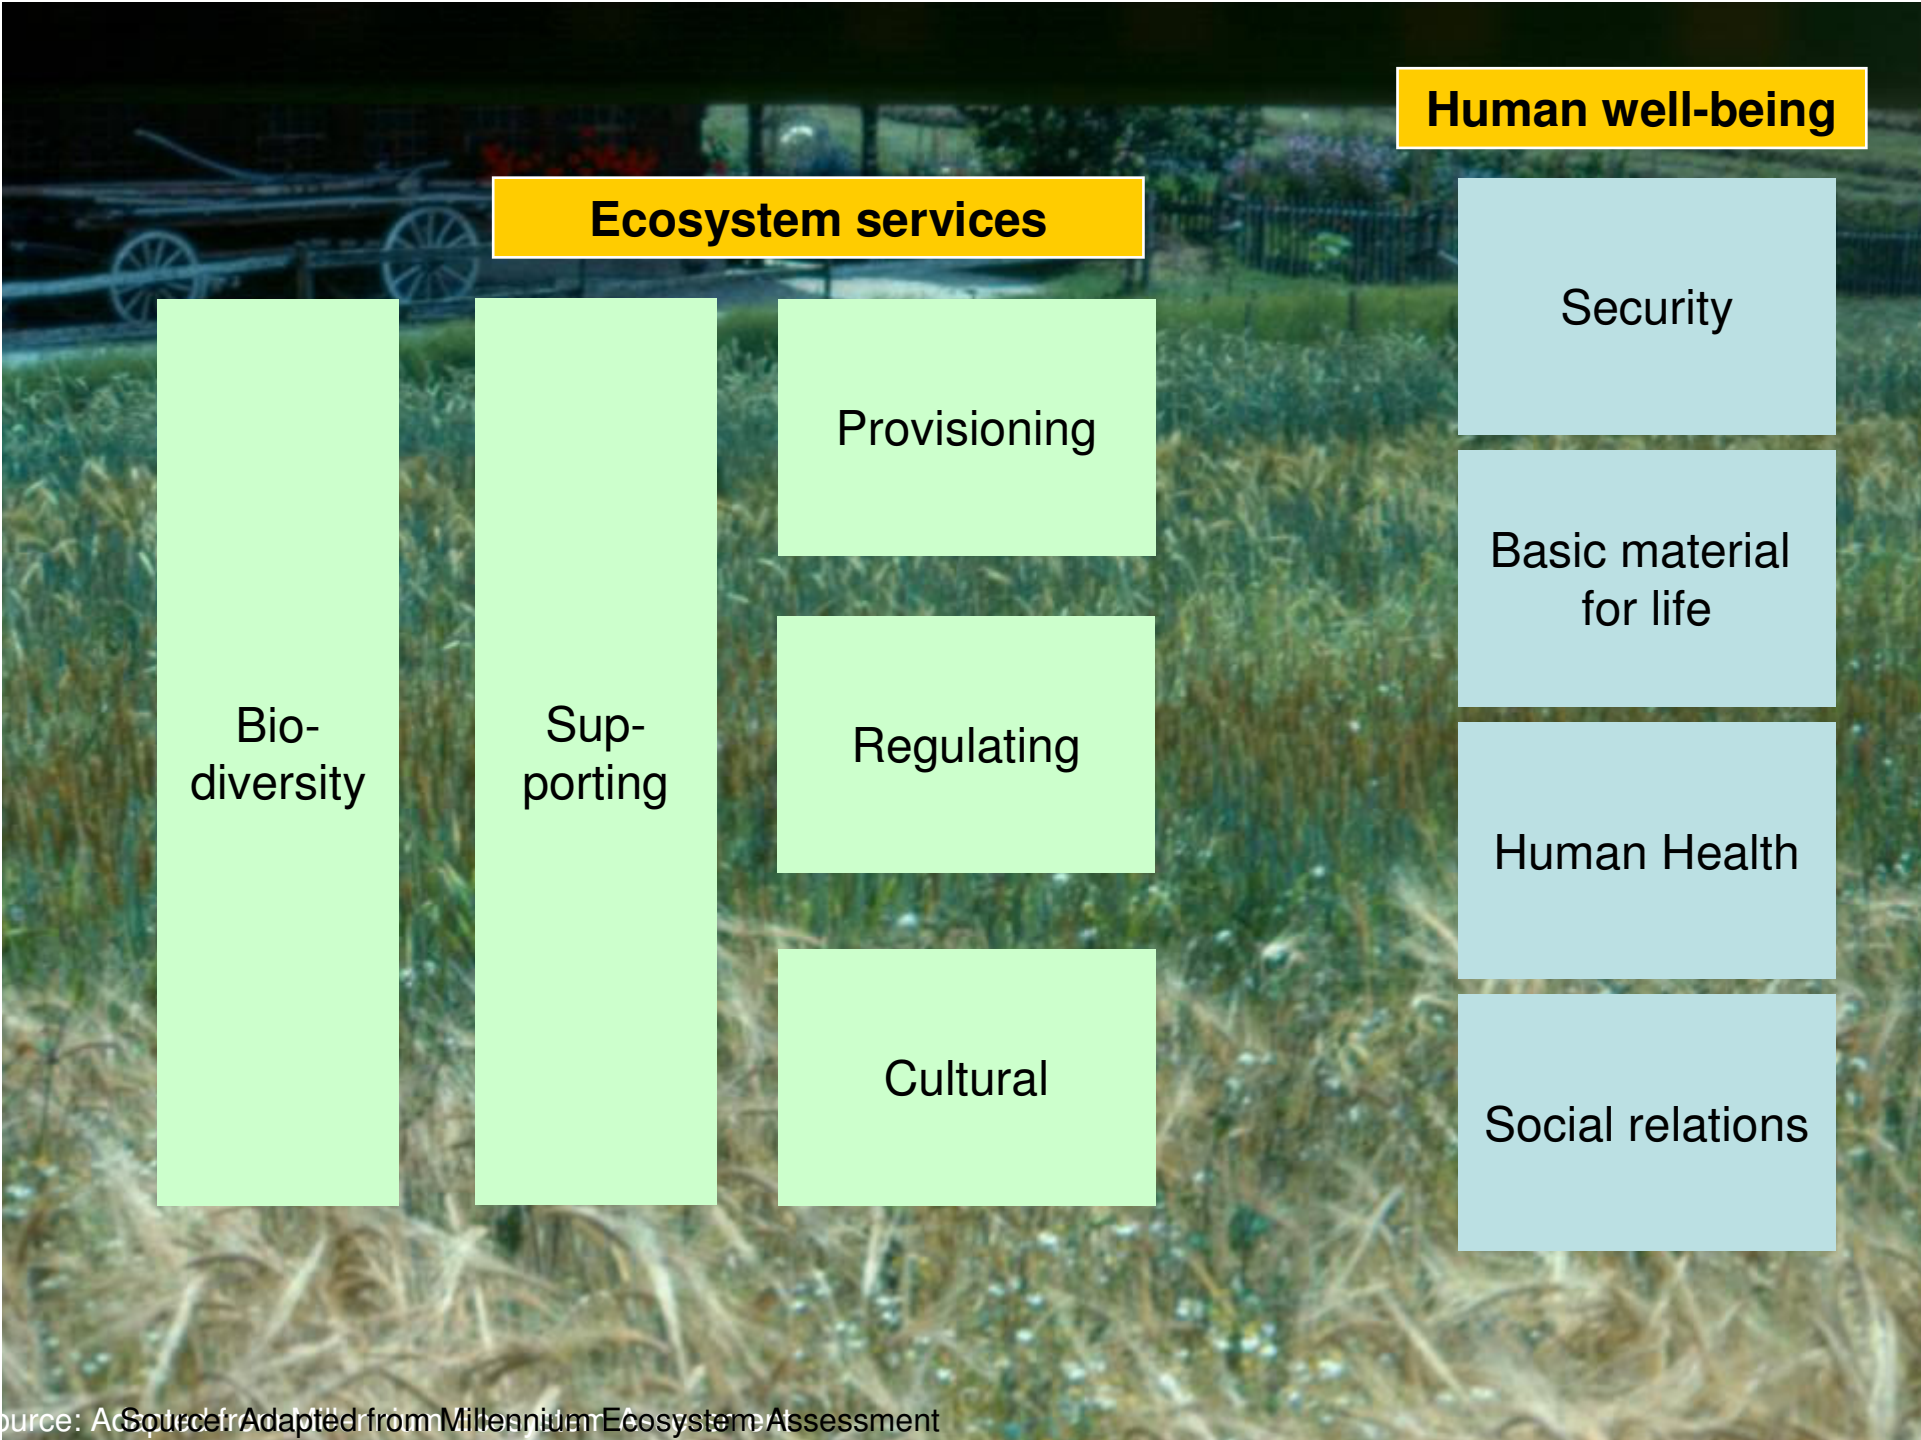 Human well-being
Ecosystem services
Security
Provisioning
Basic material
for life
Bio-
diversity
Sup-
porting
Regulating
Human Health
Cultural
Social relations
Source: Adapted from Millennium Ecosystem Assessment